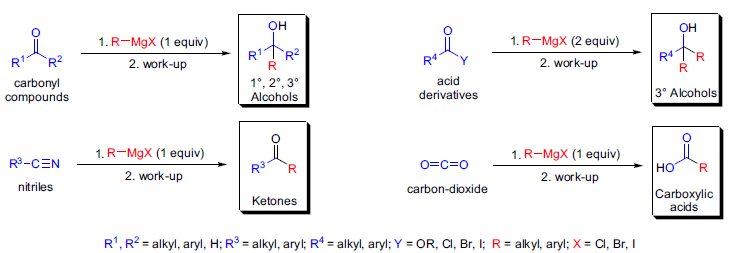 O
R¹ R²
carbonyl
compounds
1. R–MgX (1 equiv)
2. work-up
OH
R¹ R²
R
1°, 2°, 3°
Alcohols
O
R⁴ Y
acid
derivatives
1. R–MgX (2 equiv)
2. work-up
OH
R⁴ R
R
3° Alcohols
R³–C≡N
nitriles
1. R–MgX (1 equiv)
2. work-up
O
R³ R
Ketones
O=C=O
carbon-dioxide
1. R–MgX (1 equiv)
2. work-up
O
HO R
Carboxylic
acids
R¹, R² = alkyl, aryl, H; R³ = alkyl, aryl; R⁴ = alkyl, aryl; Y = OR, Cl, Br, I; R = alkyl, aryl; X = Cl, Br, I